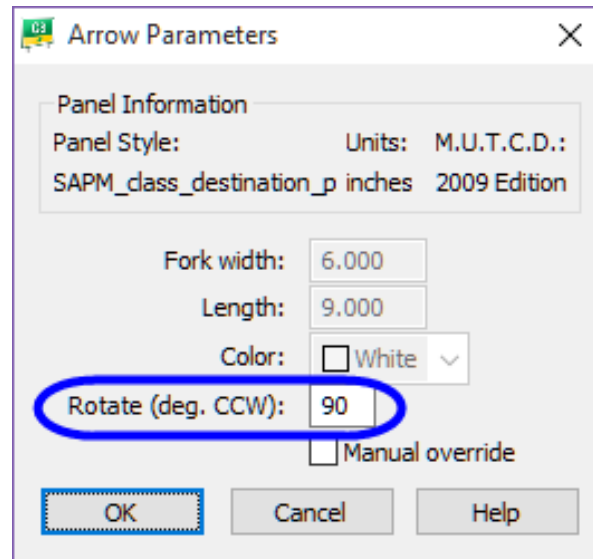 Arrow Parameters
Panel Information
Panel Style: Units: M.U.T.C.D.:
SAPM_class_destination_p inches 2009 Edition
Fork width: 6.000
Length: 9.000
Color: White
Rotate (deg. CCW): 90
Manual override
OK Cancel Help